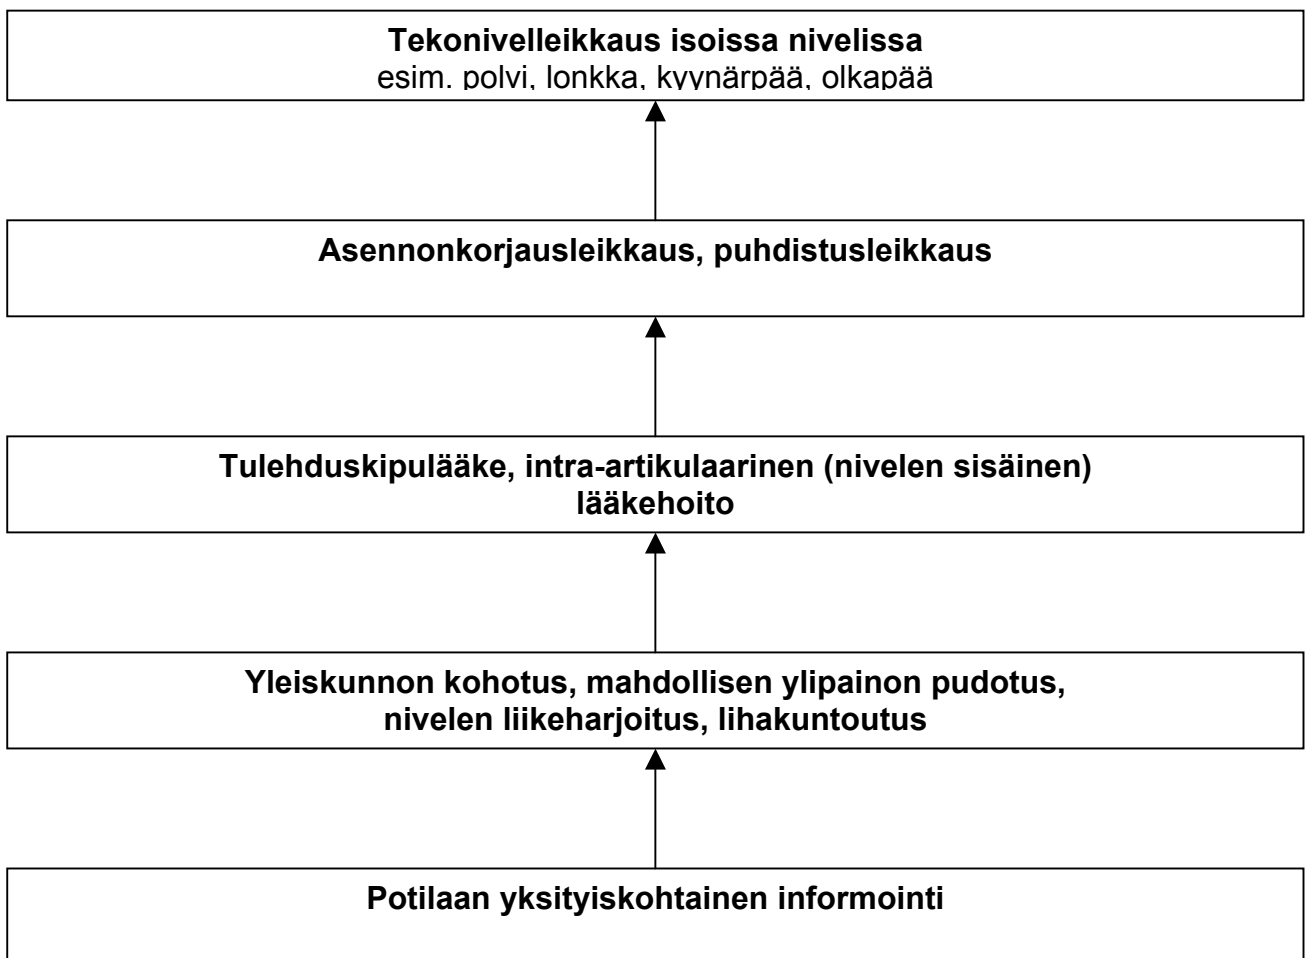 Tekonivelleikkaus isoissa nivelissa
esim. polvi, lonkka, kyynärpää, olkapää
Asennonkorjausleikkaus, puhdistusleikkaus
Tulehduskipulääke, intra-artikulaarinen (nivelen sisäinen)
lääkehoito
Yleiskunnon kohotus, mahdollisen ylipainon pudotus,
nivelen liikeharjoitus, lihakuntoutus
Potilaan yksityiskohtainen informointi